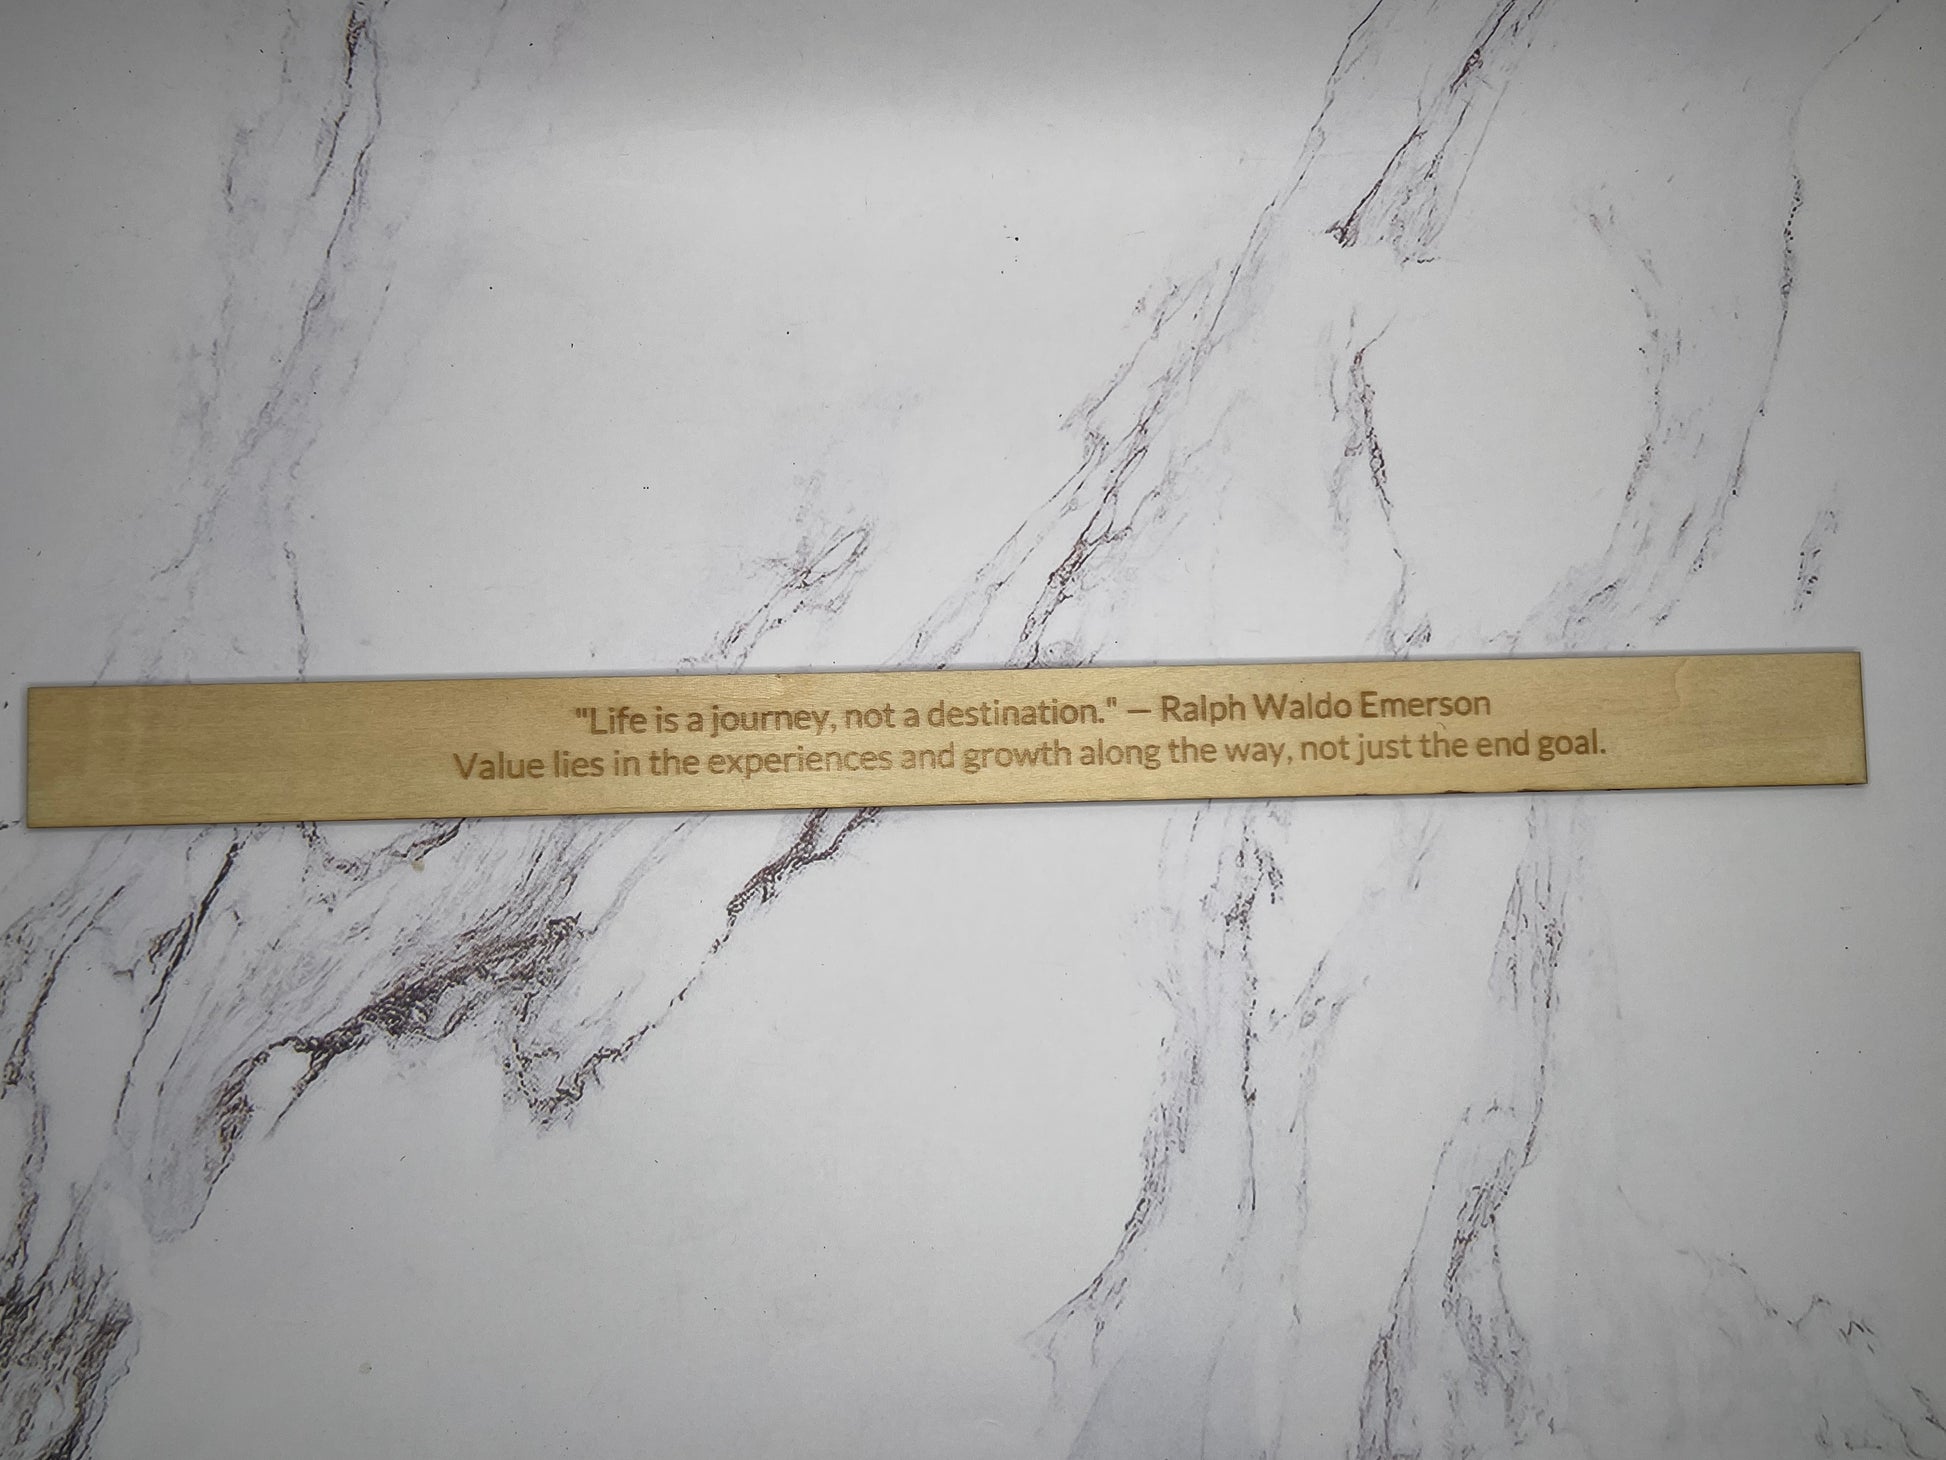 "Life is a journey, not a destination." — Ralph Waldo Emerson
Value lies in the experiences and growth along the way, not just the end goal.